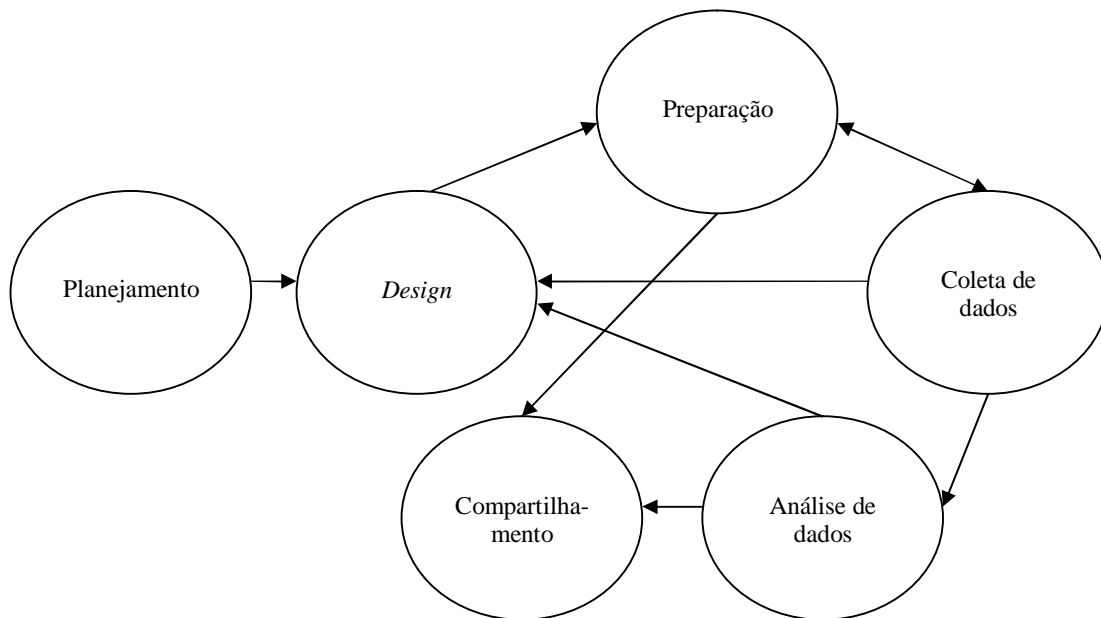 Preparação
Planejamento
Design
Coleta de
dados
Compartilha-
mento
Análise de
dados